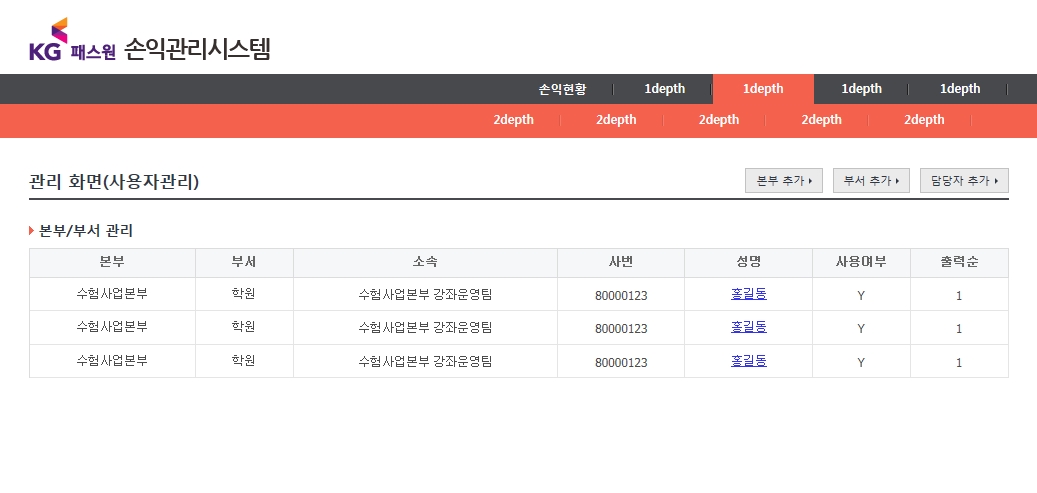 KG 패스원 손익관리시스템
손익현황 1depth 1depth 1depth 1depth
2depth 2depth 2depth 2depth 2depth
관리 화면(사용자관리) 본부 추가 부서 추가 담당자 추가
본부/부서 관리
본부 부서 소속 사번 성명 사용여부 출력순
수험사업본부 학원 수험사업본부 강좌운영팀 80000123 홍길동 Y 1
수험사업본부 학원 수험사업본부 강좌운영팀 80000123 홍길동 Y 1
수험사업본부 학원 수험사업본부 강좌운영팀 80000123 홍길동 Y 1